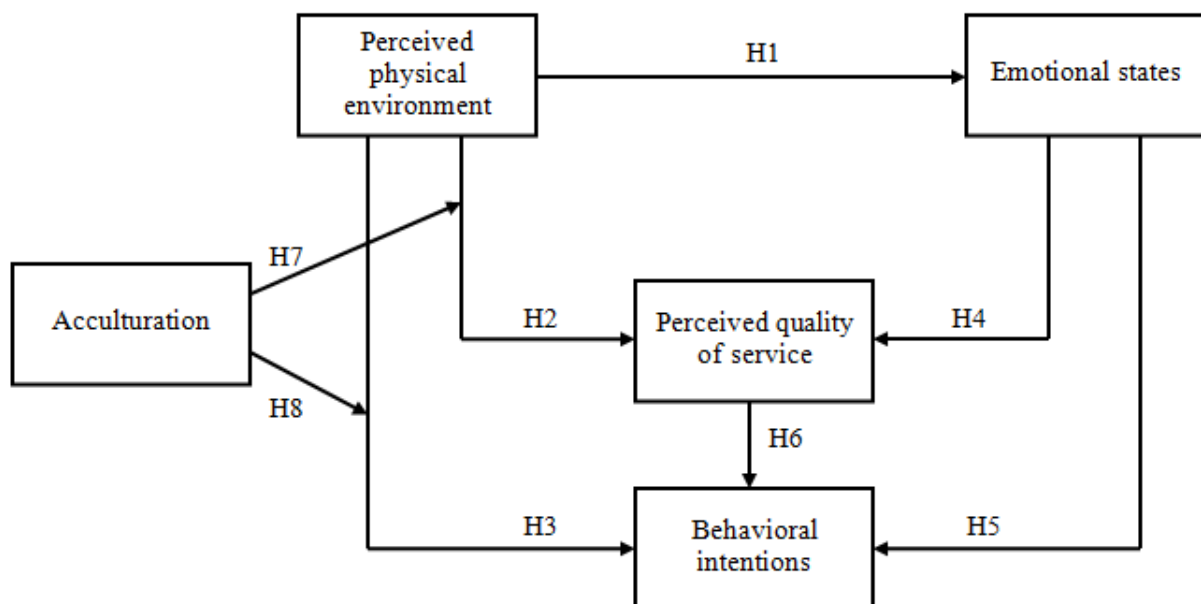 Perceived
physical
environment
H1
Emotional states
H7
Acculturation
H8
H2
Perceived quality
of service
H4
H6
H3
Behavioral
intentions
H5